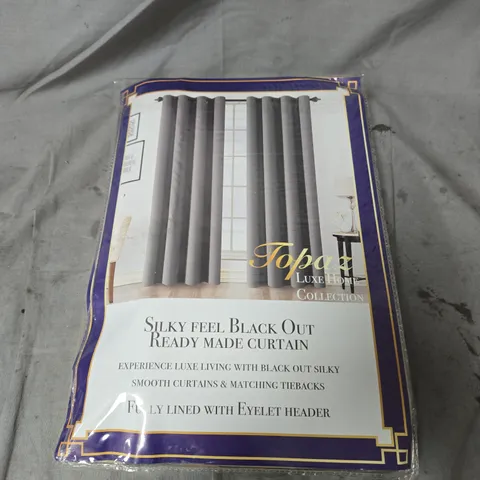 Topaz
Luxe Home
Collection
Silky feel Black Out
Ready made curtain
experience luxe living with black out silky
smooth curtains & matching tiebacks
Fully lined with Eyelet header